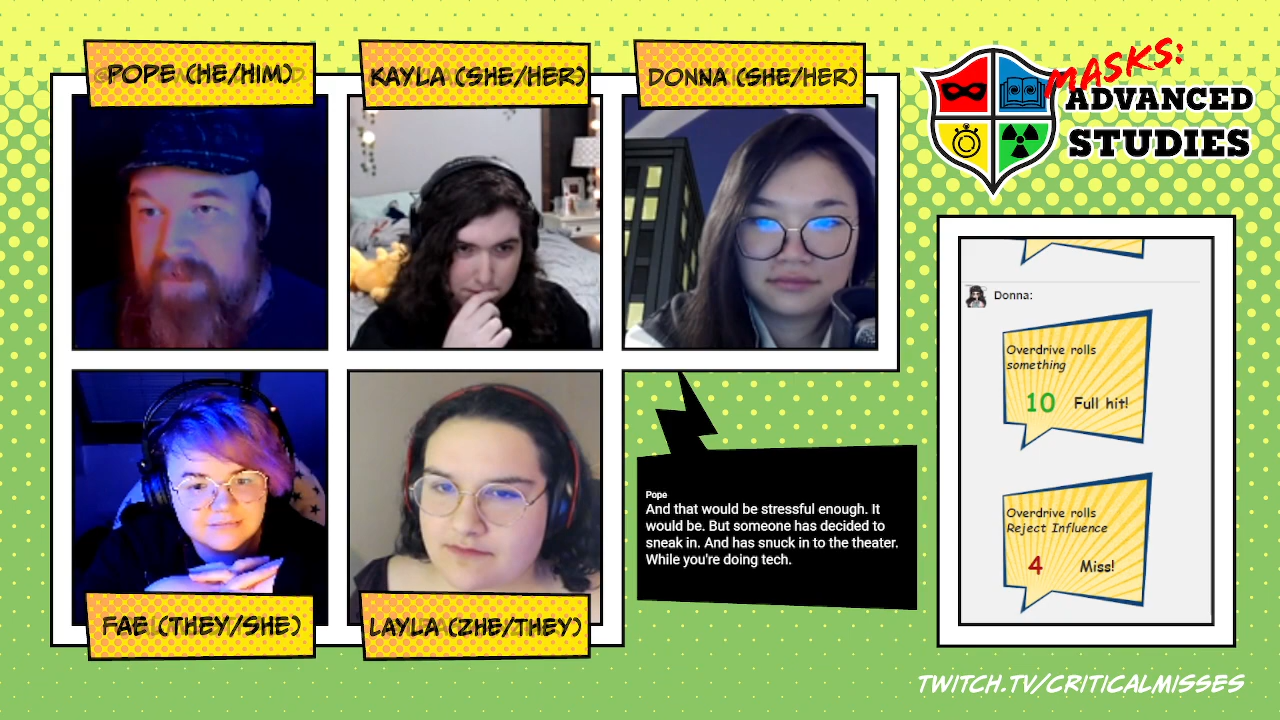 POPE (HE/HIM)
KAYLA (SHE/HER)
DONNA (SHE/HER)
MASKS:
ADVANCED
STUDIES
Donna:
Overdrive rolls
something
10 Full hit!
Overdrive rolls
Reject Influence
4 Miss!
Pope
And that would be stressful enough. It
would be. But someone has decided to
sneak in. And has snuck in to the theater.
While you're doing tech.
FAE (THEY/SHE)
LAYLA (ZHE/THEY)
TWITCH.TV/CRITICALMISSES